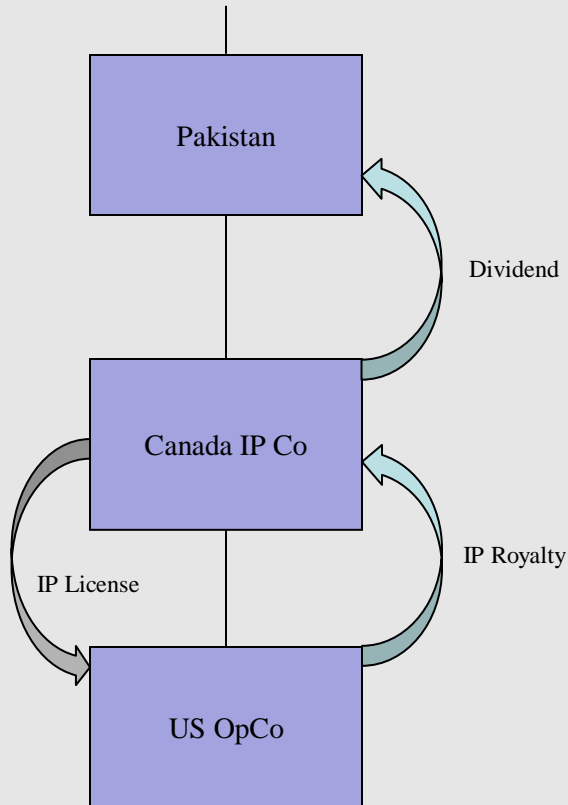 Pakistan
Dividend
Canada IP Co
IP Royalty
IP License
US OpCo